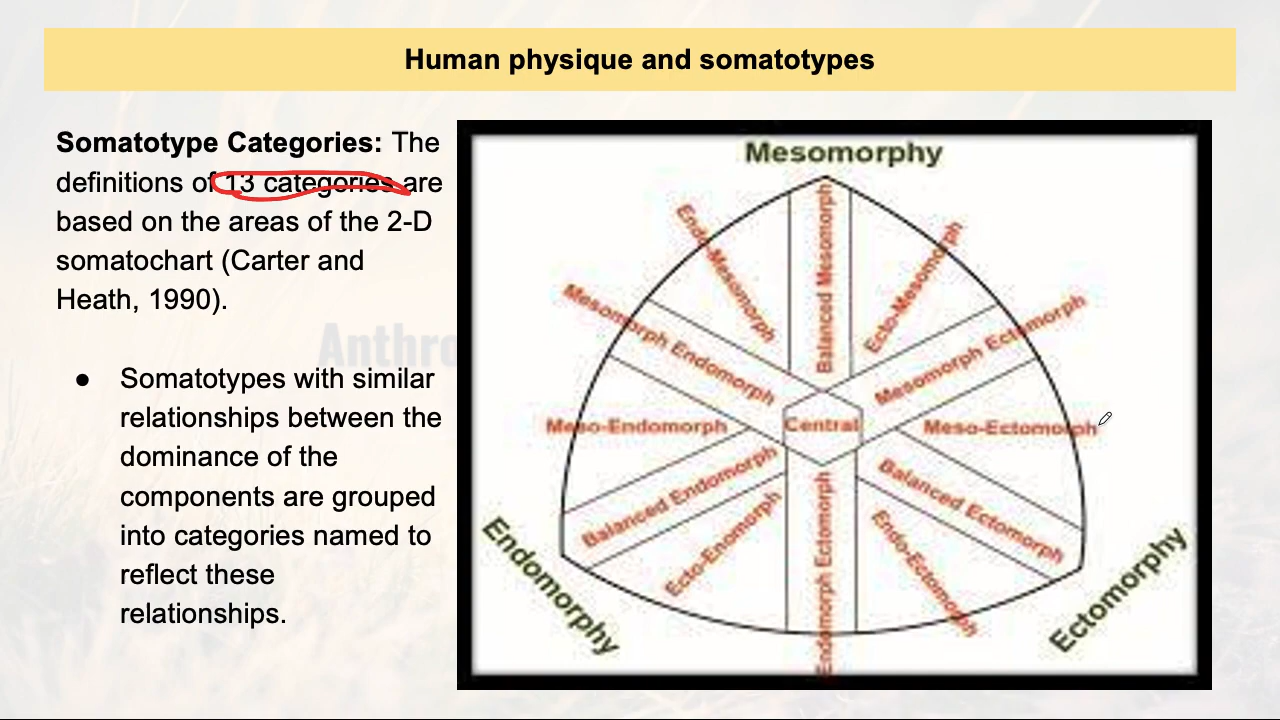 Human physique and somatotypes
Somatotype Categories: The
definitions of 13 categories are
based on the areas of the 2-D
somatochart (Carter and
Heath, 1990).
Anthro
● Somatotypes with similar
relationships between the
dominance of the
components are grouped
into categories named to
reflect these
relationships.
Mesomorphy
Endo-Mesomorph
Balanced Mesomorph
Ecto-Mesomorph
Mesomorph Endomorph
Mesomorph Ectomorph
Meso-Endomorph
Central
Meso-Ectomorph
Balanced Endomorph
Balanced Ectomorph
Ecto-Enomorph
Endomorph Ectomorph
Endo-Ectomorph
Endomorphy
Ectomorphy